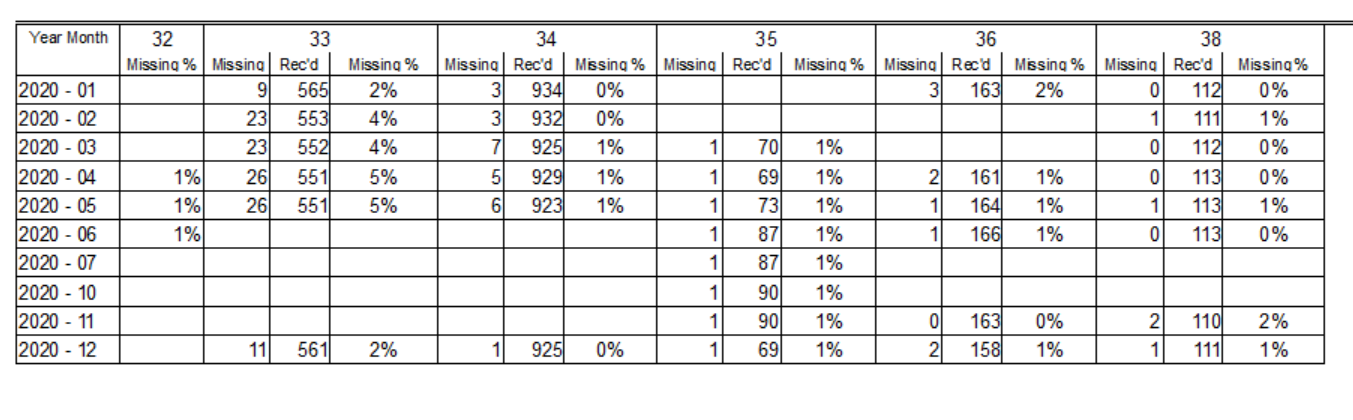 Year Month 32 33 34 35 36 38
Missing % Missing Rec'd Missing % Missing Rec'd Missing % Missing Rec'd Missing % Missing Rec'd Missing % Missing Rec'd Missing %
2020 - 01 9 565 2% 3 934 0% 3 163 2% 0 112 0%
2020 - 02 23 553 4% 3 932 0% 1 111 1%
2020 - 03 23 552 4% 7 925 1% 1 70 1% 0 112 0%
2020 - 04 1% 26 551 5% 5 929 1% 1 69 1% 2 161 1% 0 113 0%
2020 - 05 1% 26 551 5% 6 923 1% 1 73 1% 1 164 1% 1 113 1%
2020 - 06 1% 1 87 1% 1 166 1% 0 113 0%
2020 - 07 1 87 1%
2020 - 10 1 90 1%
2020 - 11 1 90 1% 0 163 0% 2 110 2%
2020 - 12 11 561 2% 1 925 0% 1 69 1% 2 158 1% 1 111 1%